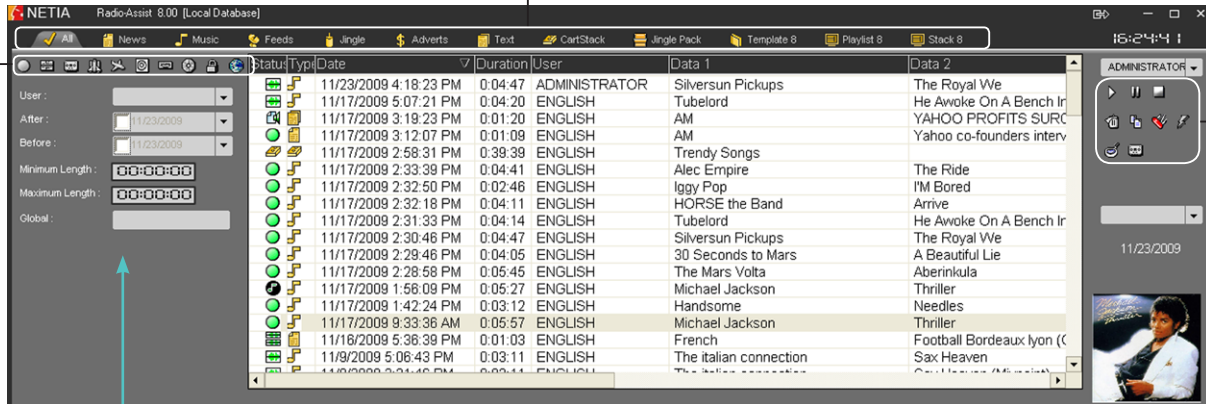 NETIA Radio-Assist 8.00 [Local Database]
All News Music Feeds Jingle Adverts Text CartStack Jingle Pack Template 8 Playlist 8 Stack 8
16:24:41
Status Type Date Duration User Data 1 Data 2
ADMINISTRATOR
User :
After : 11/23/2009
Before : 11/23/2009
Minimum Length : 00:00:00
Maximum Length : 00:00:00
Global :
11/23/2009 4:18:23 PM 0:04:47 ADMINISTRATOR Silversun Pickups The Royal We
11/17/2009 5:07:21 PM 0:04:20 ENGLISH Tubelord He Awoke On A Bench Ir
11/17/2009 3:19:23 PM 0:01:20 ENGLISH AM YAHOO PROFITS SURG
11/17/2009 3:12:07 PM 0:01:09 ENGLISH AM Yahoo co-founders interv
11/17/2009 2:58:31 PM 0:39:39 ENGLISH Trendy Songs
11/17/2009 2:33:39 PM 0:04:41 ENGLISH Alec Empire The Ride
11/17/2009 2:32:50 PM 0:02:46 ENGLISH Iggy Pop I'M Bored
11/17/2009 2:32:18 PM 0:04:11 ENGLISH HORSE the Band Arrive
11/17/2009 2:31:33 PM 0:04:14 ENGLISH Tubelord He Awoke On A Bench Ir
11/17/2009 2:30:46 PM 0:04:47 ENGLISH Silversun Pickups The Royal We
11/17/2009 2:29:46 PM 0:04:05 ENGLISH 30 Seconds to Mars A Beautiful Lie
11/17/2009 2:28:58 PM 0:05:45 ENGLISH The Mars Volta Aberinkula
11/17/2009 1:56:09 PM 0:05:27 ENGLISH Michael Jackson Thriller
11/17/2009 1:42:24 PM 0:03:12 ENGLISH Handsome Needles
11/17/2009 9:33:36 AM 0:05:57 ENGLISH Michael Jackson Thriller
11/16/2009 5:36:39 PM 0:01:03 ENGLISH French Football Bordeaux lyon (
11/9/2009 5:06:43 PM 0:03:11 ENGLISH The italian connection Sax Heaven
11/23/2009